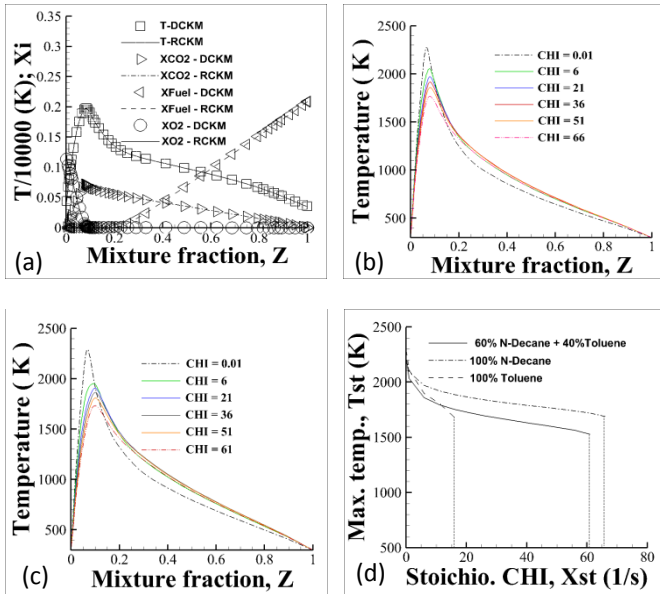 T-DCKM
T-RCKM
XCO2 - DCKM
XCO2 - RCKM
XFuel - DCKM
XFuel - RCKM
XO2 - DCKM
XO2 - RCKM
T/10000 (K); Xi
0.35
0.3
0.25
0.2
0.15
0.1
0.05
0
0 0.2 0.4 0.6 0.8 1
Mixture fraction, Z
(a)
CHI = 0.01
CHI = 6
CHI = 21
CHI = 36
CHI = 51
CHI = 66
Temperature ( K )
2500
2000
1500
1000
500
0 0.2 0.4 0.6 0.8 1
Mixture fraction, Z
(b)
CHI = 0.01
CHI = 6
CHI = 21
CHI = 36
CHI = 51
CHI = 61
Temperature ( K )
2500
2000
1500
1000
500
0 0.2 0.4 0.6 0.8 1
Mixture fraction, Z
(c)
60% N-Decane + 40%Toluene
100% N-Decane
100% Toluene
Max. temp., Tst (K)
2500
2000
1500
1000
500
0 20 40 60 80
Stoichio. CHI, Xst (1/s)
(d)